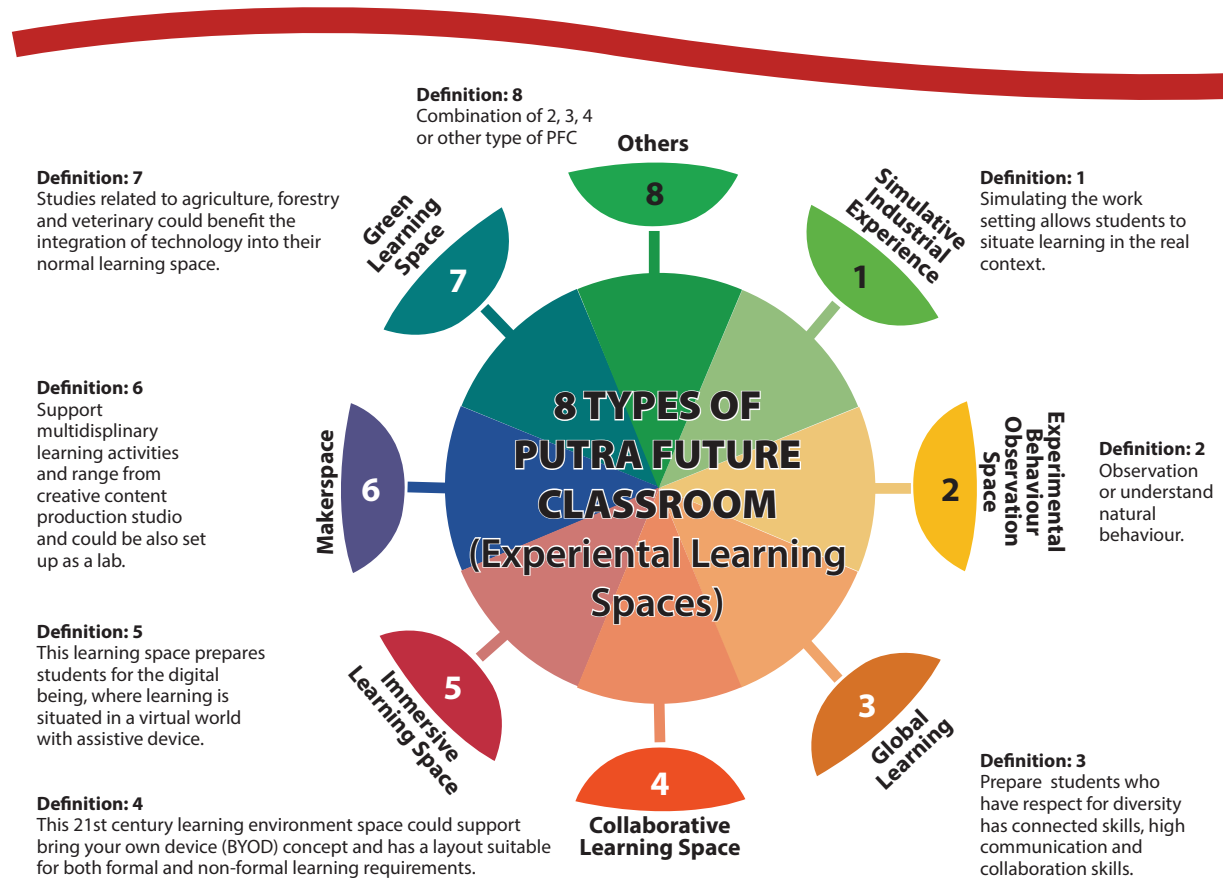 8 TYPES OF
PUTRA FUTURE
CLASSROOM
(Experiental Learning
Spaces)
1
Simulative
Industrial
Experience
Definition: 1
Simulating the work
setting allows students to
situate learning in the real
context.
2
Experimental
Behaviour
Observation
Space
Definition: 2
Observation
or understand
natural
behaviour.
3
Global
Learning
Definition: 3
Prepare students who
have respect for diversity
has connected skills, high
communication and
collaboration skills.
4
Collaborative
Learning Space
Definition: 4
This 21st century learning environment space could support
bring your own device (BYOD) concept and has a layout suitable
for both formal and non-formal learning requirements.
5
Immersive
Learning Space
Definition: 5
This learning space prepares
students for the digital
being, where learning is
situated in a virtual world
with assistive device.
6
Makerspace
Definition: 6
Support
multidisplinary
learning activities
and range from
creative content
production studio
and could be also set
up as a lab.
7
Green
Learning
Space
Definition: 7
Studies related to agriculture, forestry
and veterinary could benefit the
integration of technology into their
normal learning space.
8
Others
Definition: 8
Combination of 2, 3, 4
or other type of PFC